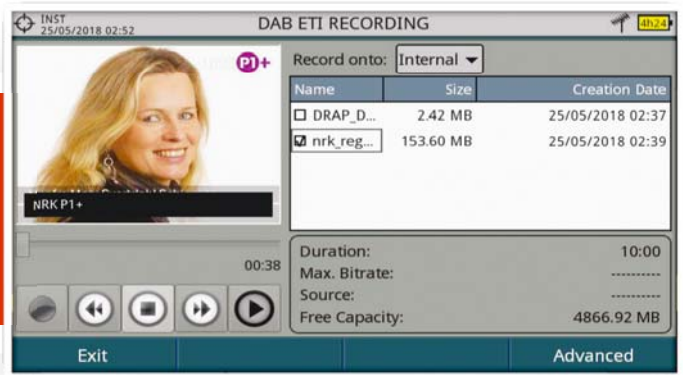 INST
25/05/2018 02:52
DAB ETI RECORDING
4h24
P1+
NRK P1+
00:38
Record onto: Internal
Name Size Creation Date
DRAP_D... 2.42 MB 25/05/2018 02:37
nrk_reg... 153.60 MB 25/05/2018 02:39
Duration: 10:00
Max. Bitrate: ----------
Source: ----------
Free Capacity: 4866.92 MB
Exit
Advanced